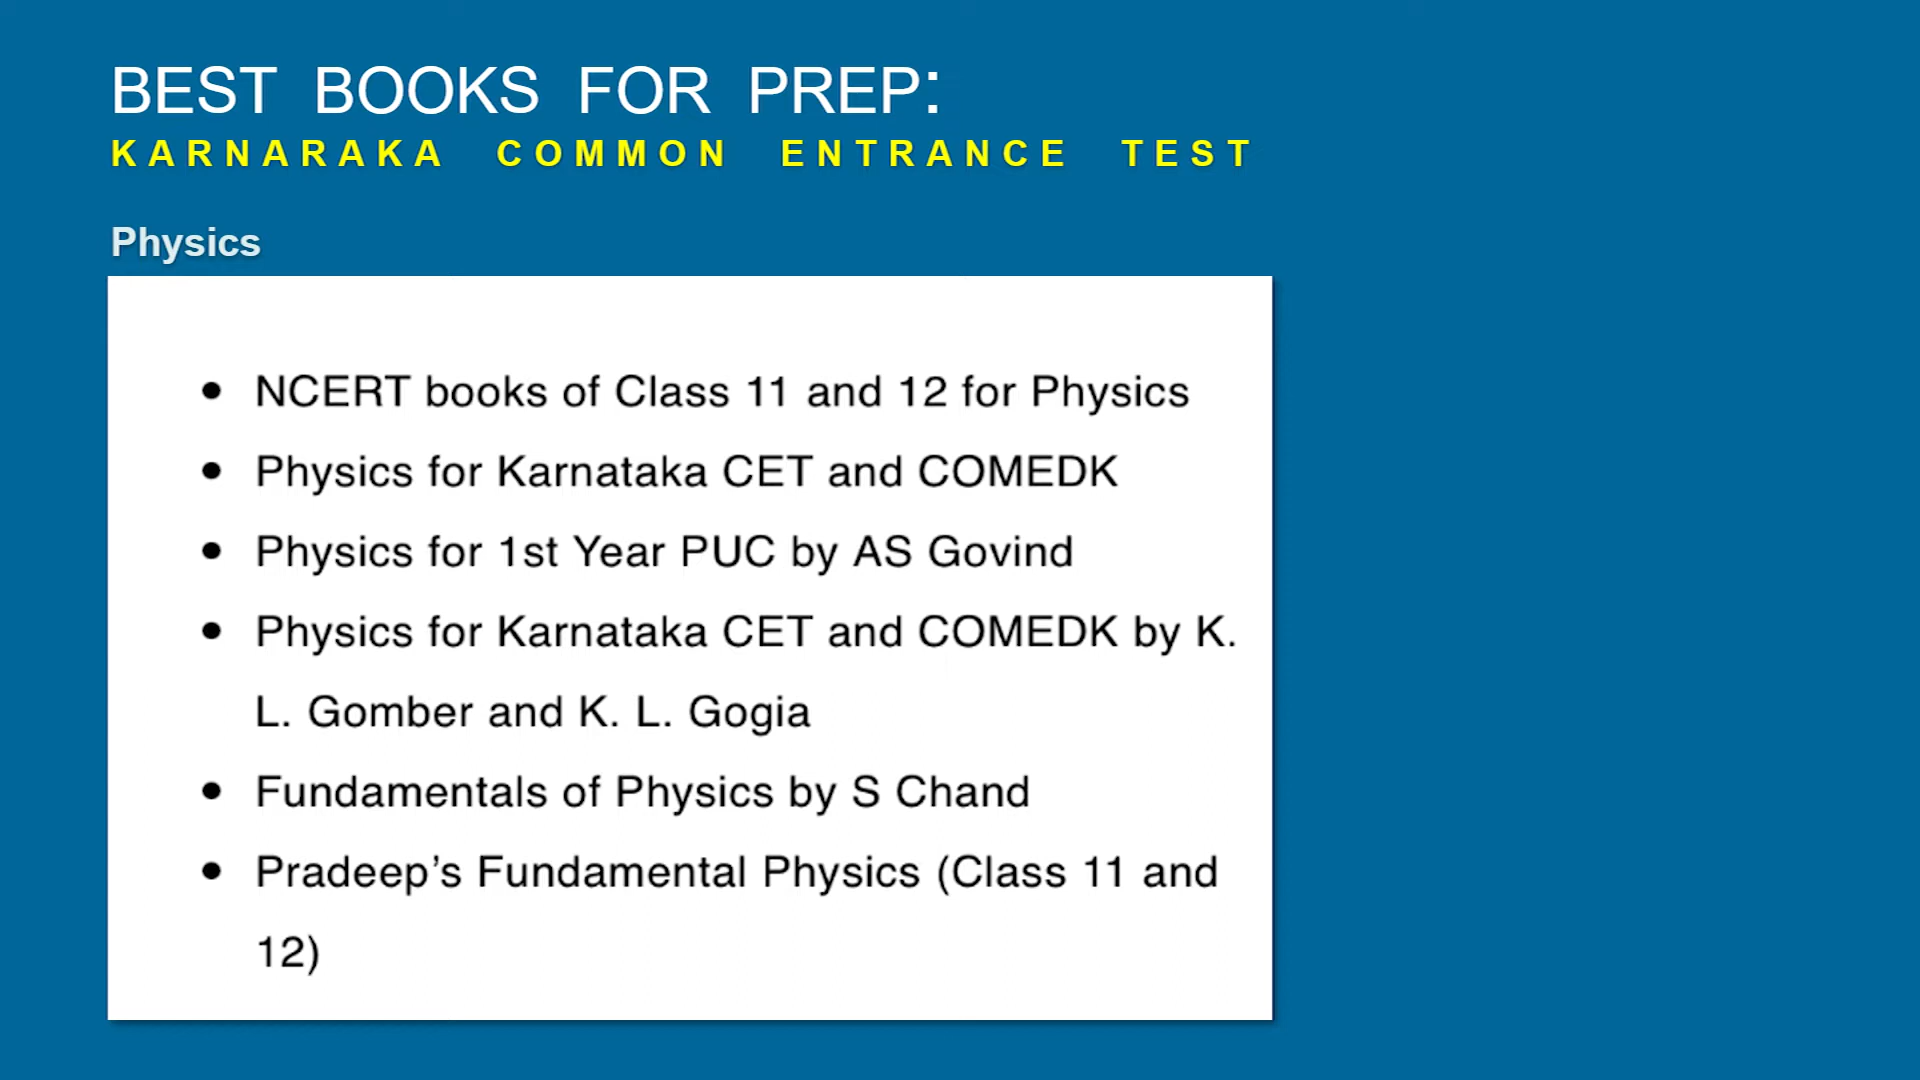 BEST BOOKS FOR PREP:
KARNARAKA COMMON ENTRANCE TEST
Physics
• NCERT books of Class 11 and 12 for Physics
• Physics for Karnataka CET and COMEDK
• Physics for 1st Year PUC by AS Govind
• Physics for Karnataka CET and COMEDK by K.
L. Gomber and K. L. Gogia
• Fundamentals of Physics by S Chand
• Pradeep’s Fundamental Physics (Class 11 and
12)